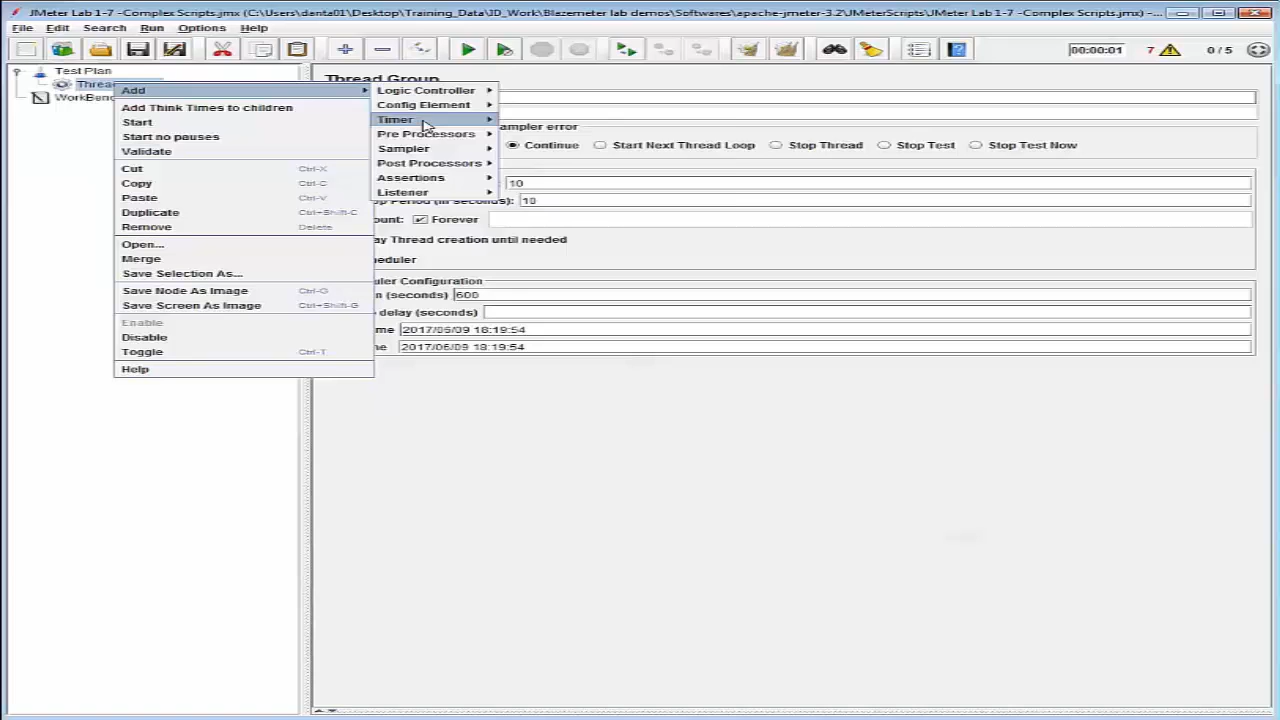 JMeter Lab 1-7 -Complex Scripts.jmx (C:\Users\danta01\Desktop\Training_Data\JD_Work\Blazemeter lab demos\Softwares\apache-jmeter-3.2\JMeterScripts\JMeter Lab 1-7 -Complex Scripts.jmx) -...
File Edit Search Run Options Help
00:00:01 7 0 / 5
Test Plan
Threa
WorkBenc
Thread Group
Add
Add Think Times to children
Start
Start no pauses
Validate
Cut Ctrl-X
Copy Ctrl-C
Paste Ctrl-V
Duplicate Ctrl+Shift-C
Remove Delete
Open...
Merge
Save Selection As...
Save Node As Image Ctrl-G
Save Screen As Image Ctrl+Shift-G
Enable
Disable
Toggle Ctrl-T
Help
Logic Controller
Config Element
Timer
Pre Processors
Sampler
Post Processors
Assertions
Listener
ampler error
Continue Start Next Thread Loop Stop Thread Stop Test Stop Test Now
10
op Period (in seconds): 10
ount: Forever
ay Thread creation until needed
heduler
uler Configuration
n (seconds) 600
delay (seconds)
me 2017/06/09 18:19:54
me 2017/06/09 18:19:54